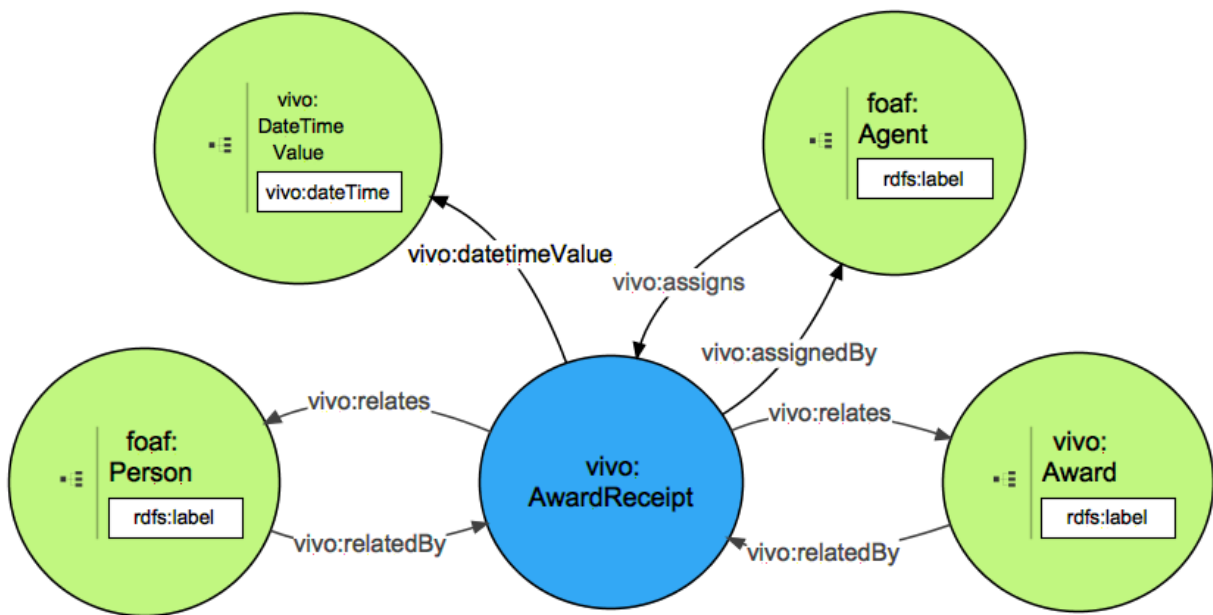 vivo:
DateTime
Value
vivo:dateTime
foaf:
Agent
rdfs:label
vivo:datetimeValue
vivo:assigns
vivo:assignedBy
vivo:relates
vivo:relates
foaf:
Person
rdfs:label
vivo:
AwardReceipt
vivo:
Award
rdfs:label
vivo:relatedBy
vivo:relatedBy